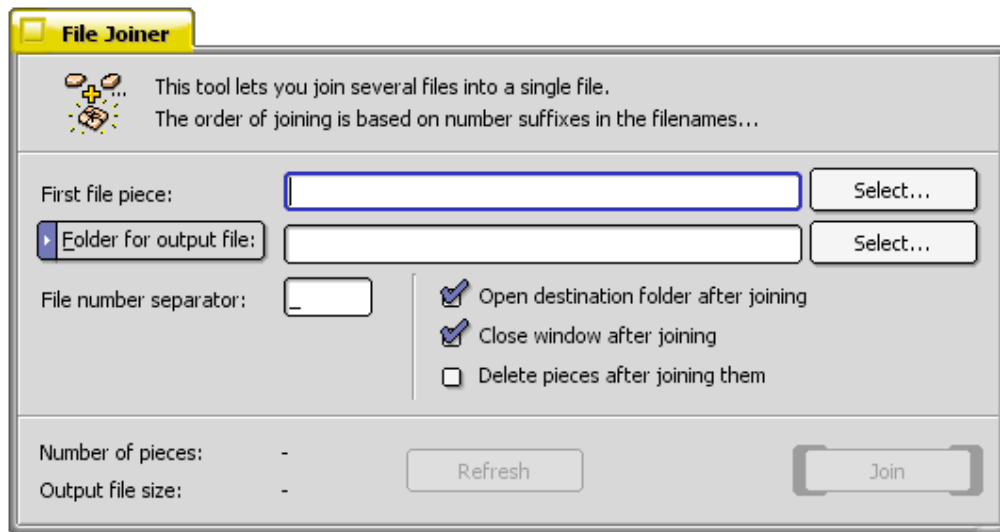 File Joiner
This tool lets you join several files into a single file.
The order of joining is based on number suffixes in the filenames...
First file piece:
Select...
Folder for output file:
Select...
File number separator:
_
Open destination folder after joining
Close window after joining
Delete pieces after joining them
Number of pieces: -
Refresh
Join
Output file size: -